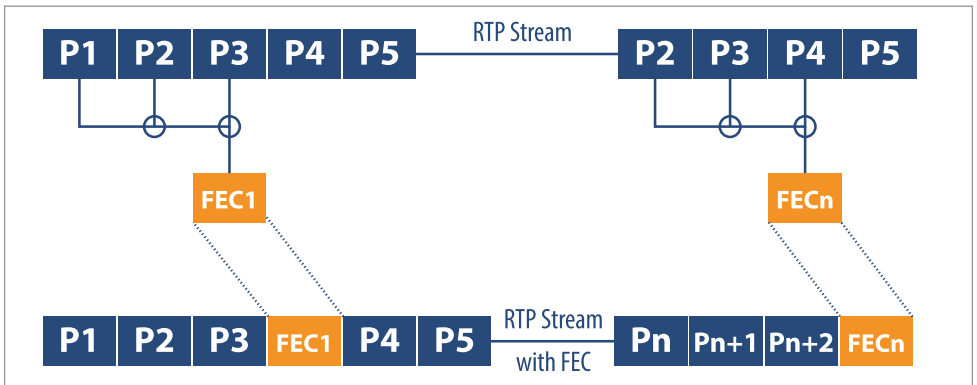 P1 P2 P3 P4 P5 RTP Stream P2 P3 P4 P5
FEC1 FECn
P1 P2 P3 FEC1 P4 P5 RTP Stream with FEC Pn Pn+1 Pn+2 FECn